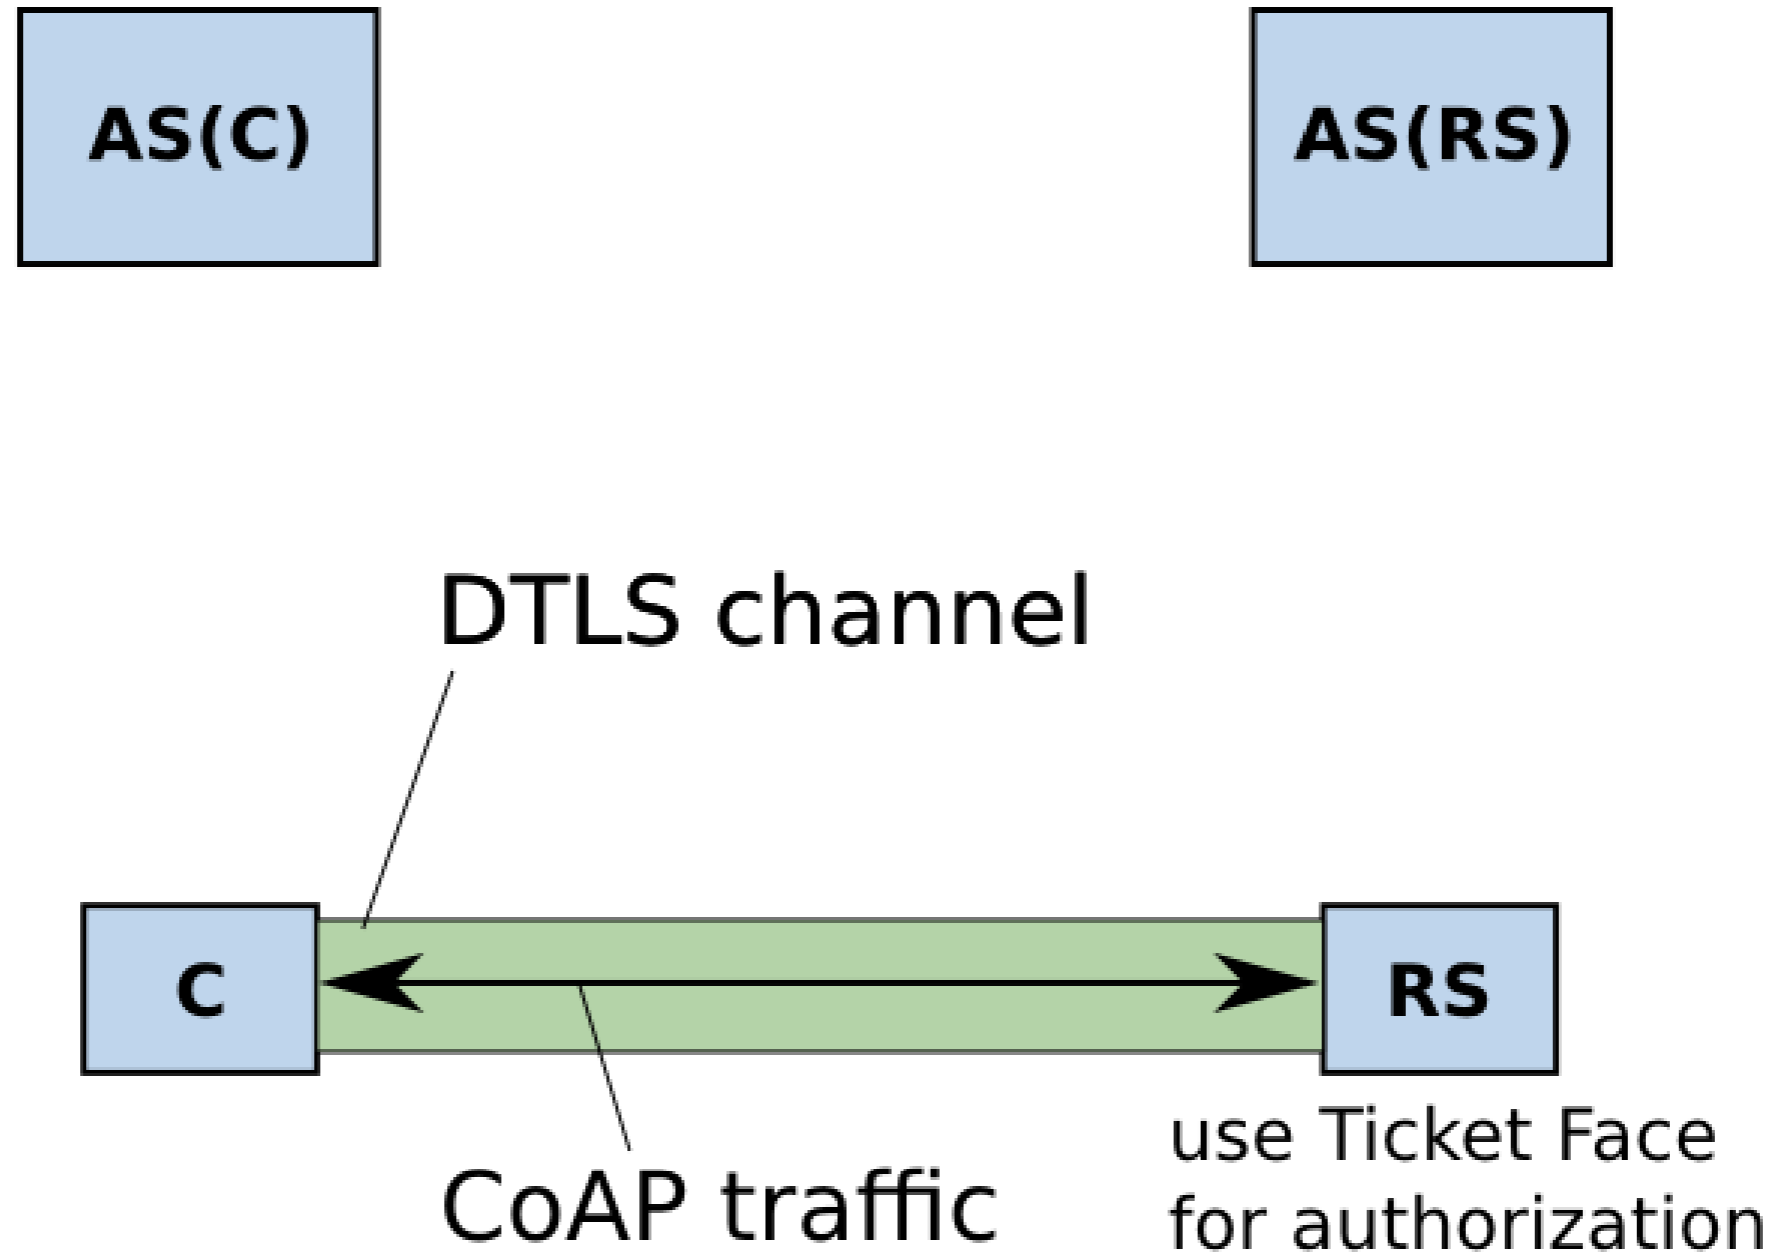 AS(C)
AS(RS)
DTLS channel
C
RS
use Ticket Face
for authorization
CoAP traffic